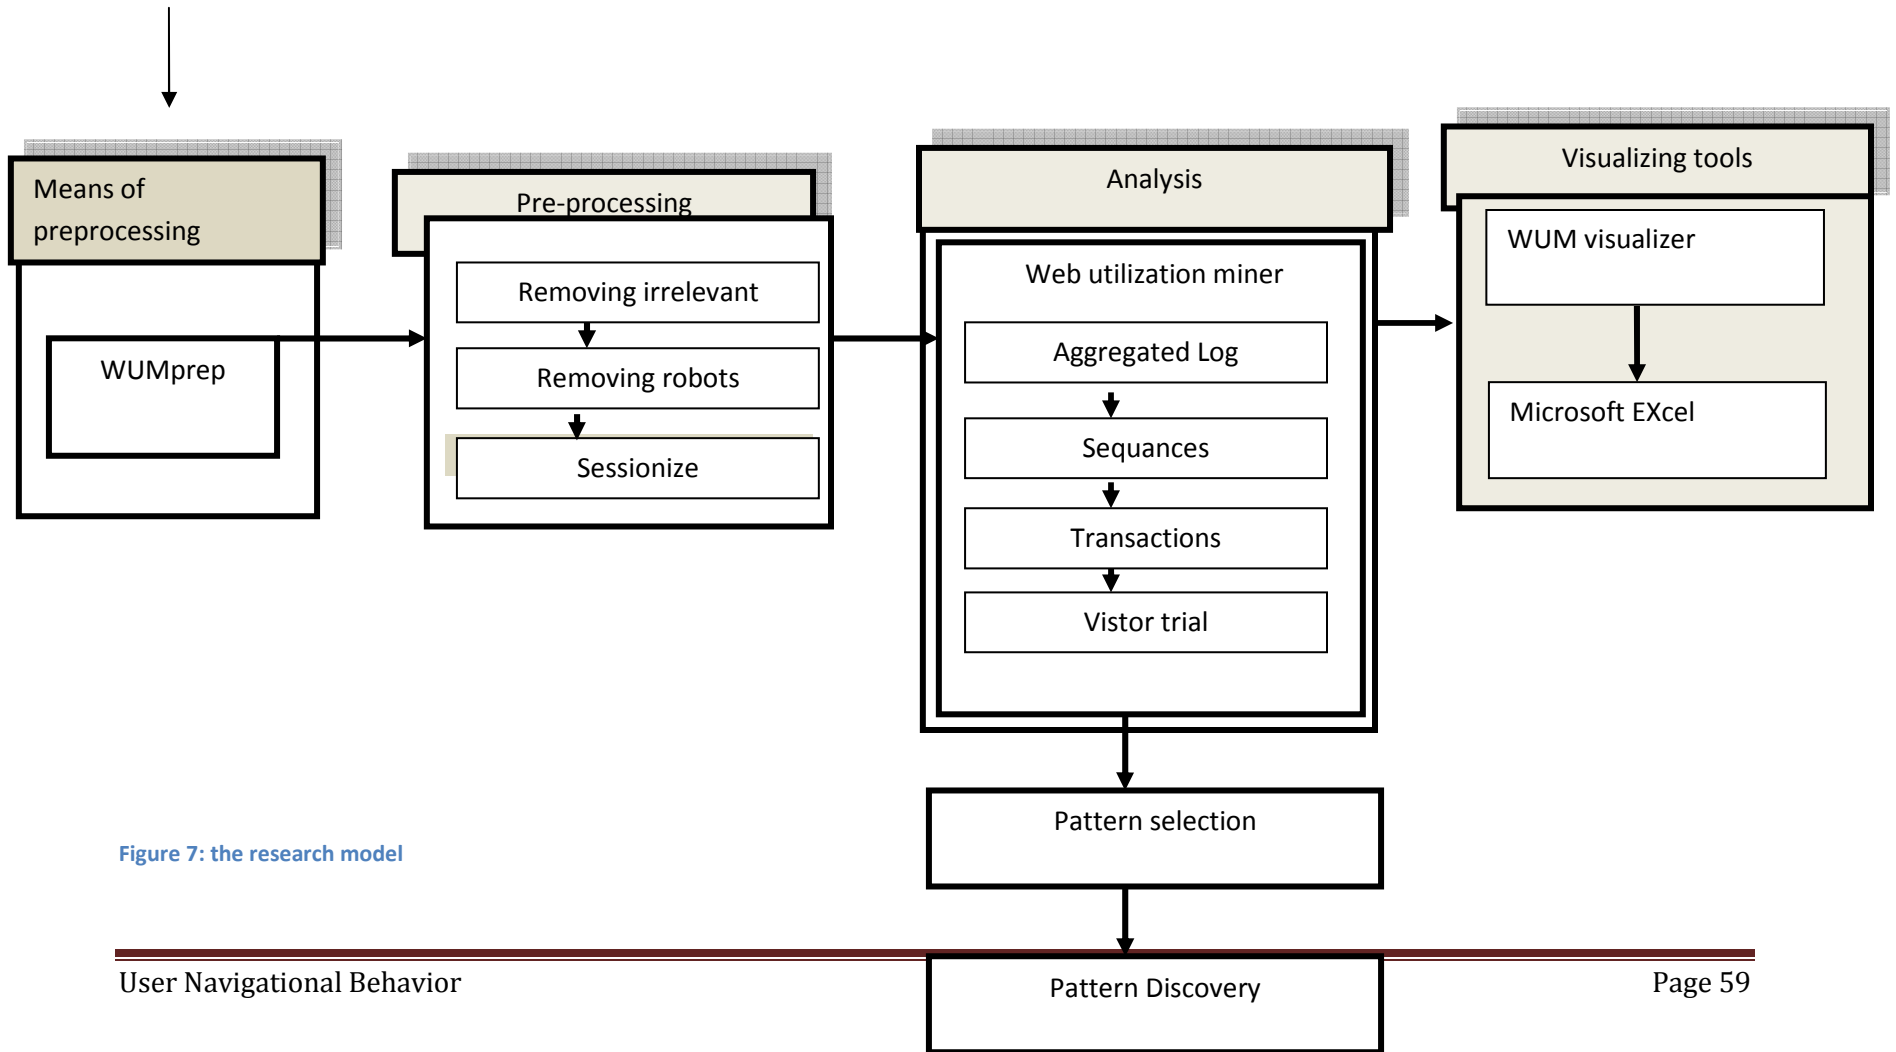 Means of
preprocessing
WUMprep
Pre-processing
Removing irrelevant
Removing robots
Sessionize
Analysis
Web utilization miner
Aggregated Log
Sequances
Transactions
Vistor trial
Visualizing tools
WUM visualizer
Microsoft EXcel
Pattern selection
Figure 7: the research model
Pattern Discovery
User Navigational Behavior
Page 59